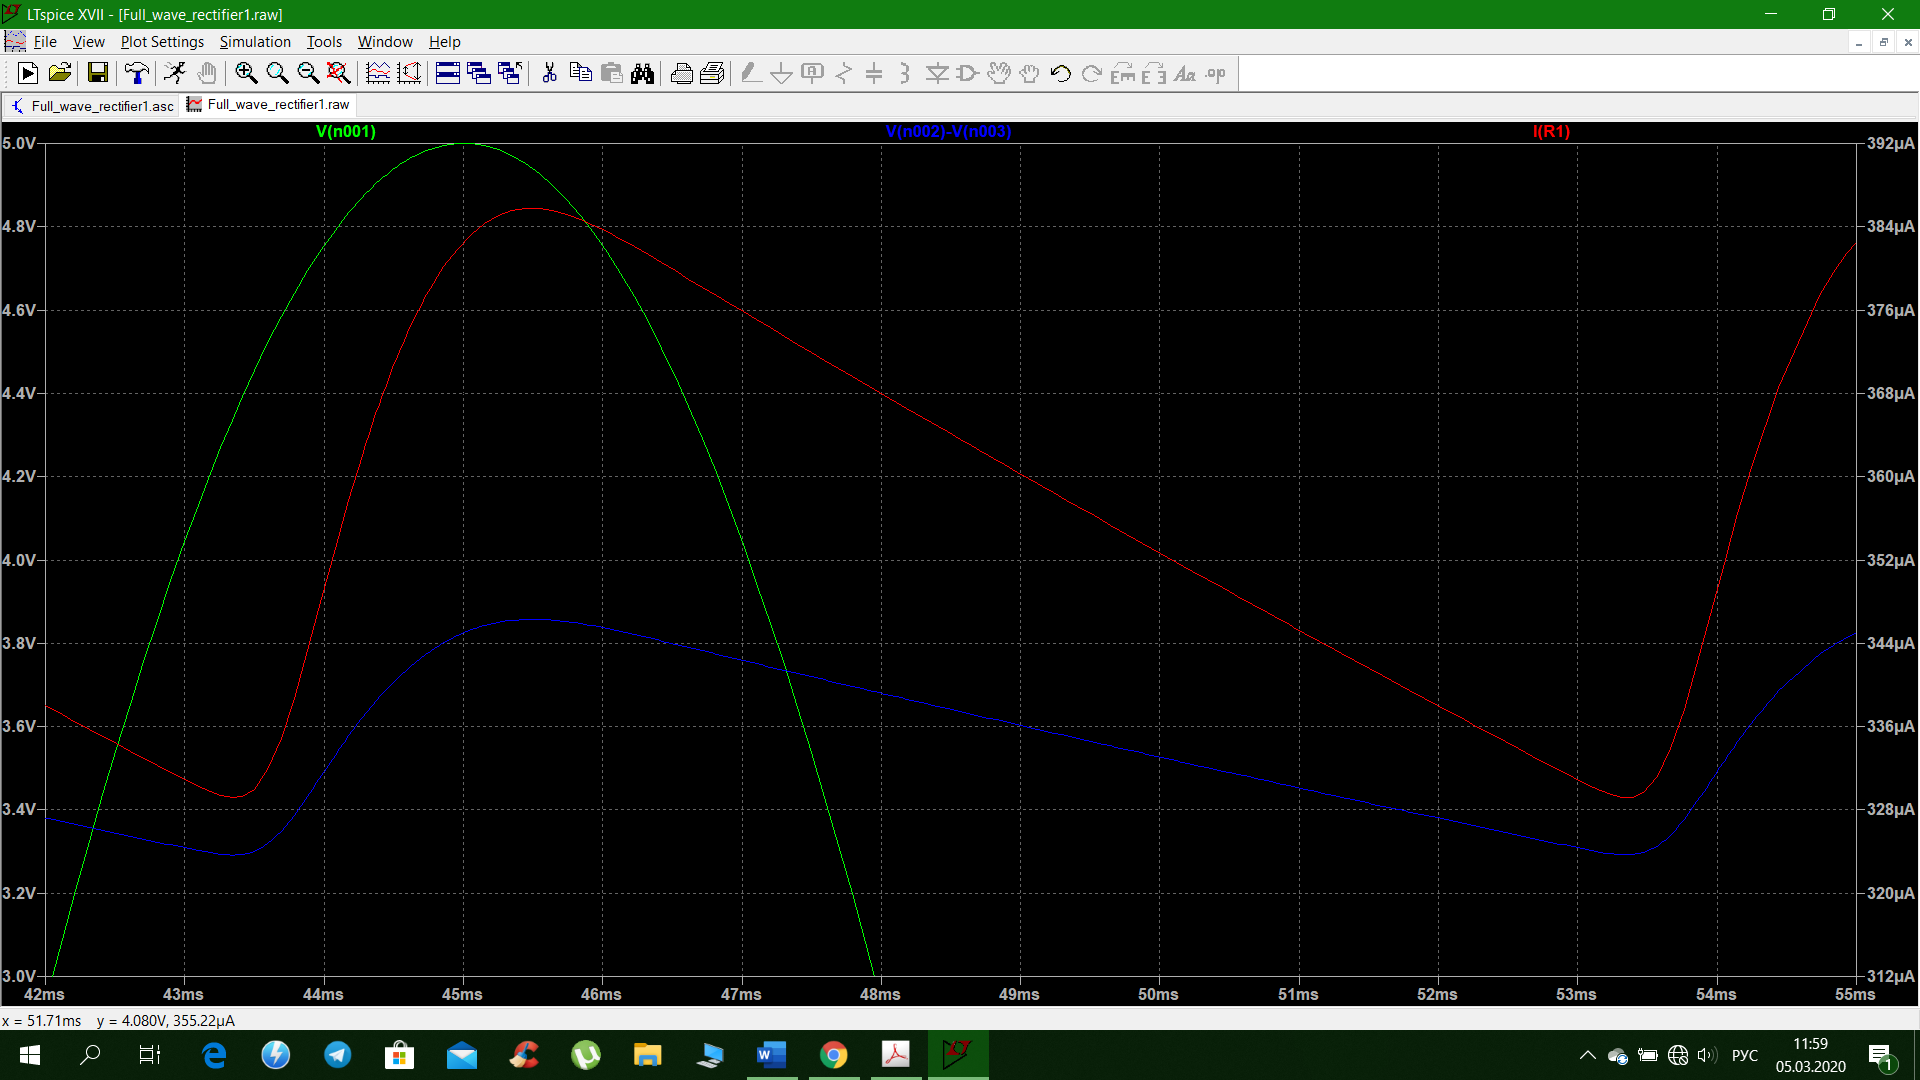 LTspice XVII - [Full_wave_rectifier1.raw]
File View Plot Settings Simulation Tools Window Help
Full_wave_rectifier1.asc Full_wave_rectifier1.raw
V(n001) V(n002)-V(n003) I(R1)
5.0V 392µA
4.8V 384µA
4.6V 376µA
4.4V 368µA
4.2V 360µA
4.0V 352µA
3.8V 344µA
3.6V 336µA
3.4V 328µA
3.2V 320µA
3.0V 312µA
42ms 43ms 44ms 45ms 46ms 47ms 48ms 49ms 50ms 51ms 52ms 53ms 54ms 55ms
x = 51.71ms y = 4.080V, 355.22µA
РУС
11:59
05.03.2020
1